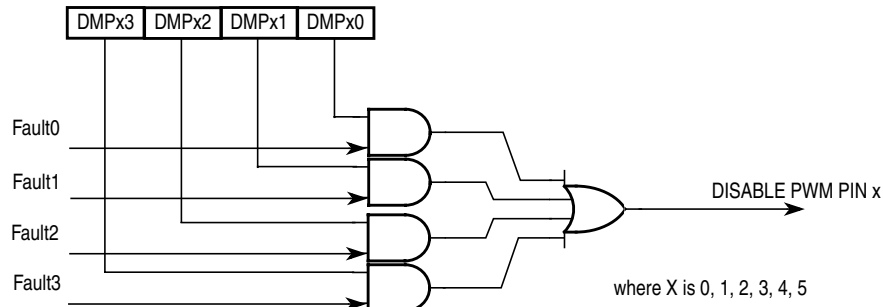 DMPx3 DMPx2 DMPx1 DMPx0
Fault0
Fault1
DISABLE PWM PIN x
Fault2
Fault3
where X is 0, 1, 2, 3, 4, 5